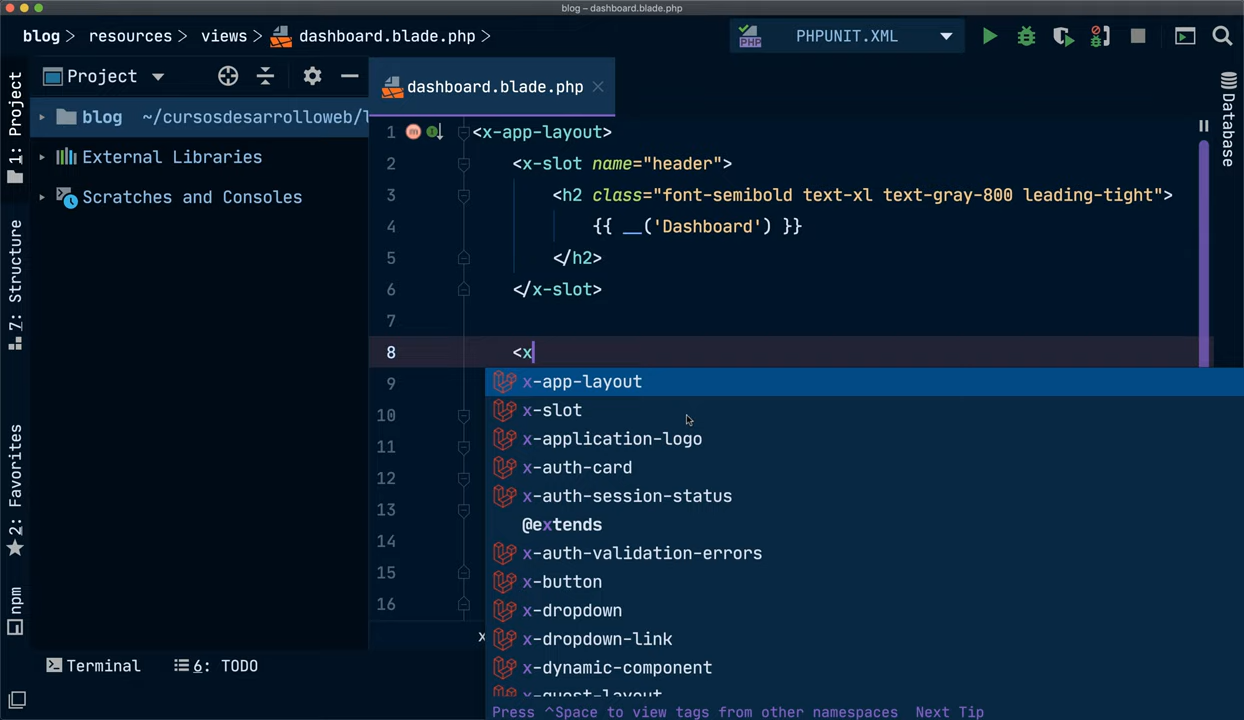 blog – dashboard.blade.php
blog > resources > views > dashboard.blade.php >
PHP PHPUNIT.XML
1: Project
7: Structure
2: Favorites
npm
Project
blog ~/cursosdesarrolloweb/l
External Libraries
Scratches and Consoles
dashboard.blade.php
1 <x-app-layout>
2 <x-slot name="header">
3 <h2 class="font-semibold text-xl text-gray-800 leading-tight">
4 {{ __('Dashboard') }}
5 </h2>
6 </x-slot>
7
8 <x
9
10
11
12
13
14
15
16
x-app-layout
x-slot
x-application-logo
x-auth-card
x-auth-session-status
@extends
x-auth-validation-errors
x-button
x-dropdown
x-dropdown-link
x-dynamic-component
x-guest-layout
Press ^Space to view tags from other namespaces Next Tip
x
Database
Terminal
6: TODO